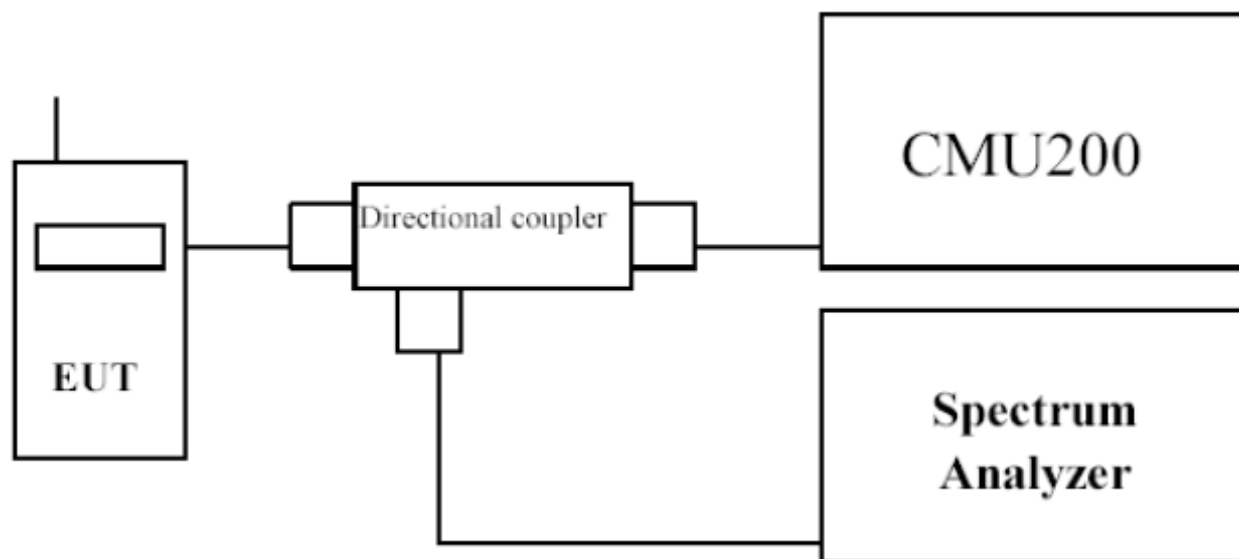 CMU200
Directional coupler
EUT
Spectrum
Analyzer